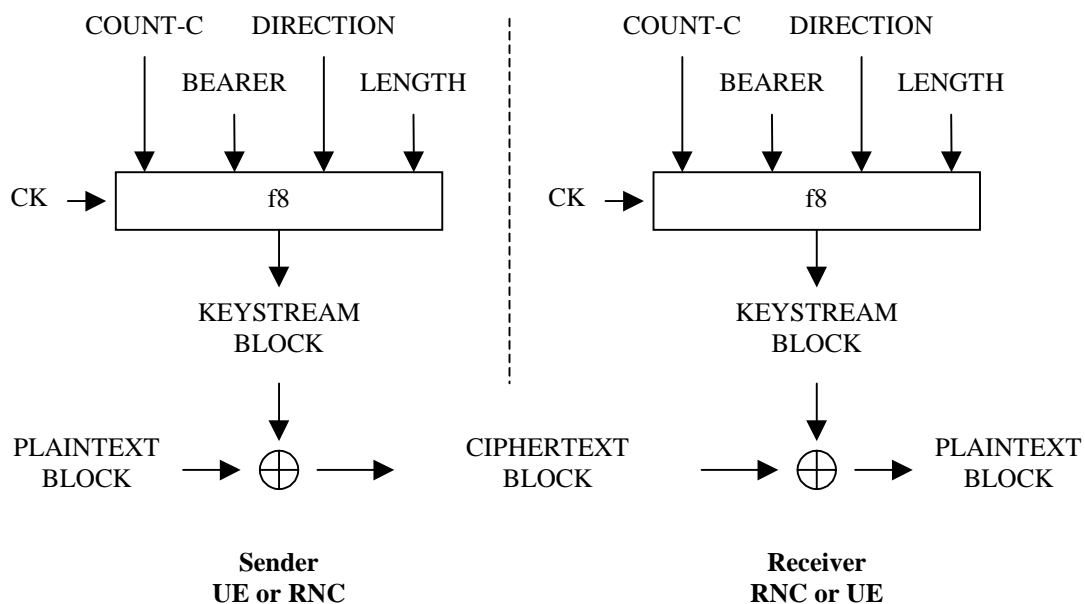 COUNT-C DIRECTION COUNT-C DIRECTION
BEARER LENGTH BEARER LENGTH
CK f8 CK f8
KEYSTREAM BLOCK KEYSTREAM BLOCK
PLAINTEXT BLOCK CIPHERTEXT BLOCK PLAINTEXT BLOCK
Sender Receiver
UE or RNC RNC or UE